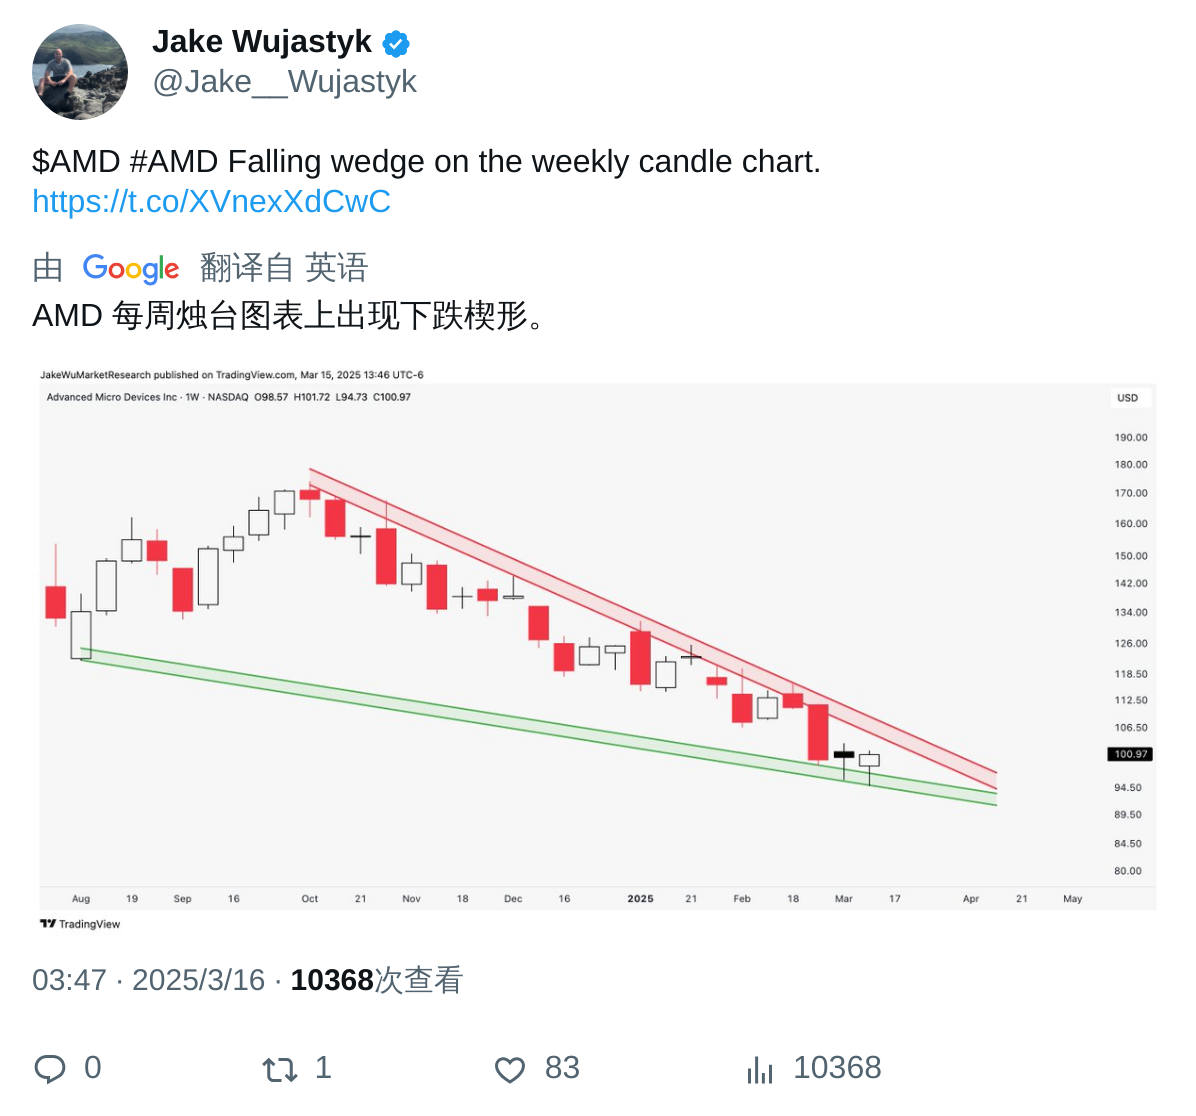 Jake Wujastyk
@Jake__Wujastyk
$AMD #AMD Falling wedge on the weekly candle chart.
https://t.co/XVnexXdCwC
由 Google 翻译自 英语
AMD 每周烛台图表上出现下跌楔形。
JakeWuMarketResearch published on TradingView.com, Mar 15, 2025 13:46 UTC-6
Advanced Micro Devices Inc · 1W · NASDAQ O98.57 H101.72 L94.73 C100.97
USD
190.00
180.00
170.00
160.00
150.00
142.00
134.00
126.00
118.50
112.50
106.50
100.97
94.50
89.50
84.50
80.00
Aug 19 Sep 16 Oct 21 Nov 18 Dec 16 2025 21 Feb 18 Mar 17 Apr 21 May
TradingView
03:47 · 2025/3/16 · 10368次查看
0 1 83 10368